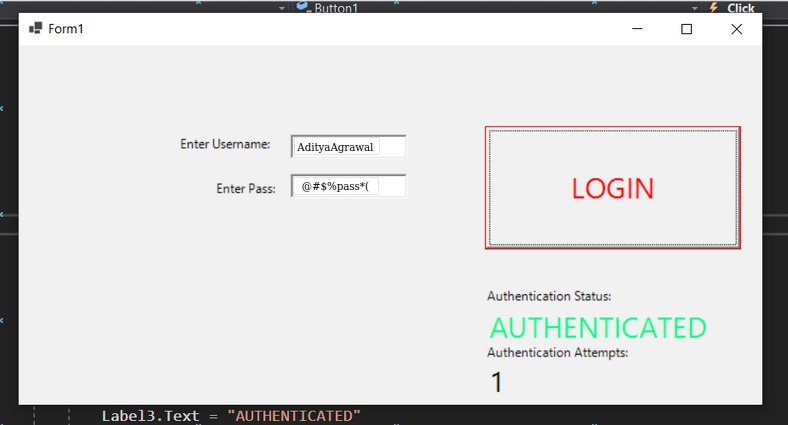 Button1
Click
Form1
Enter Username:
AdityaAgrawal
Enter Pass:
@#$%pass*(
LOGIN
Authentication Status:
AUTHENTICATED
Authentication Attempts:
1
Label3.Text = "AUTHENTICATED"